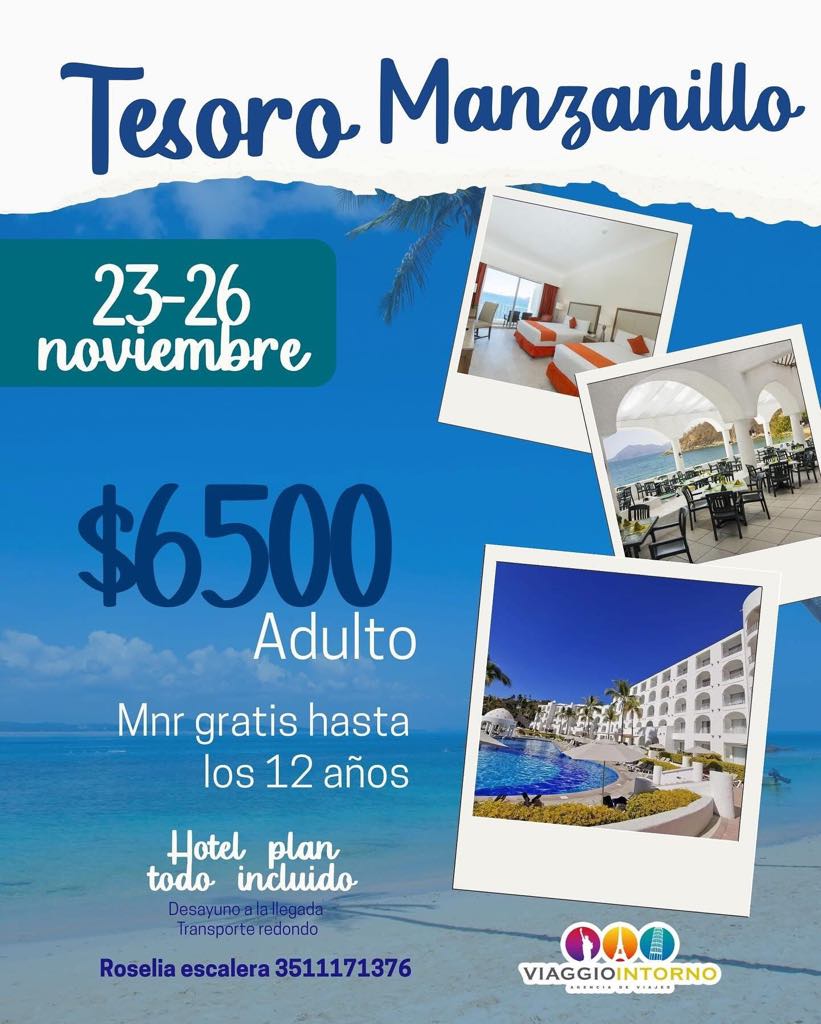 Tesoro Manzanillo
23-26
noviembre
$6500
Adulto
Mnr gratis hasta
los 12 años
Hotel plan
todo incluido
Desayuno a la llegada
Transporte redondo
Roselia escalera 3511171376
VIAGGIOINTORNO
AGENCIA DE VIAJES